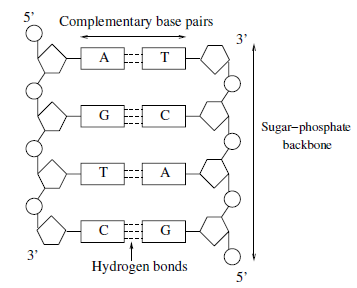 5'
Complementary base pairs
3'
A T
G C
Sugar-phosphate
backbone
T A
C G
3'
Hydrogen bonds
5'